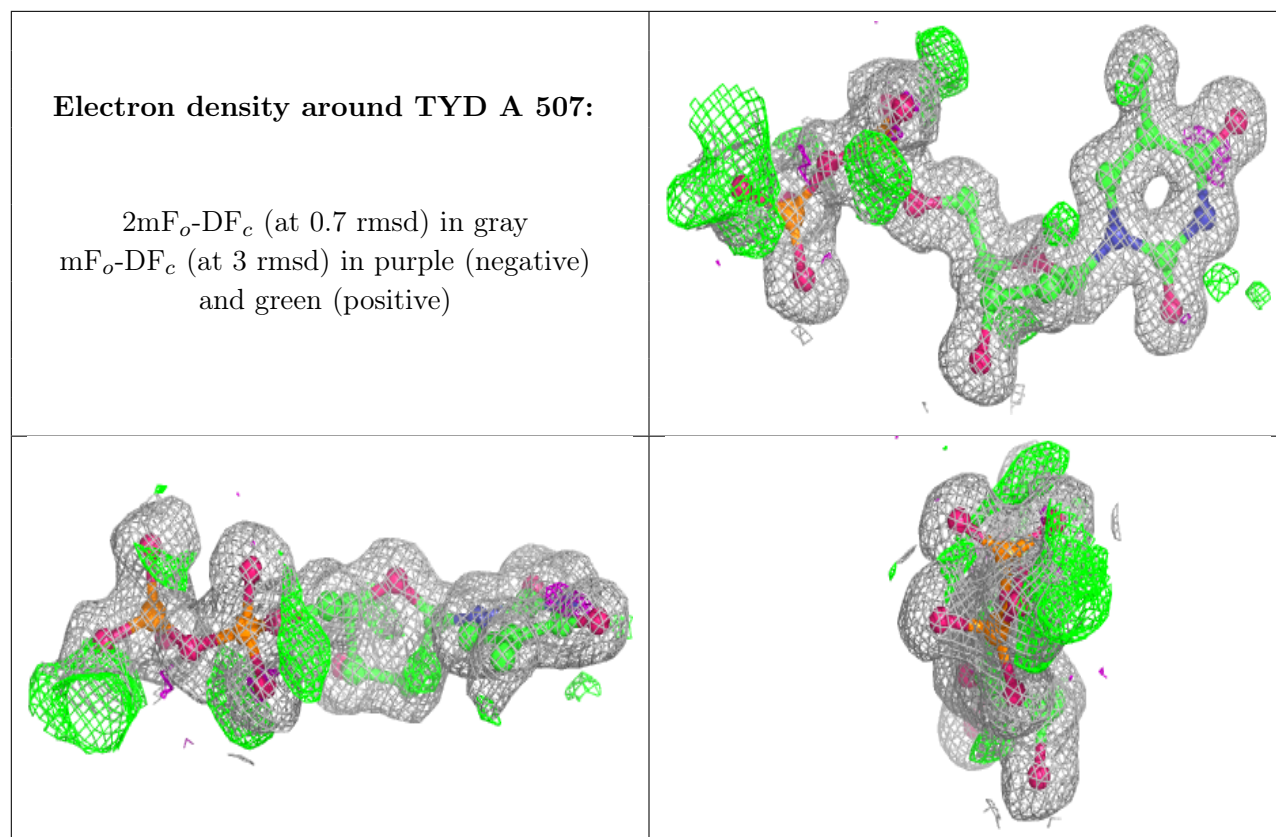 Electron density around TYD A 507:
2mFo-DFc (at 0.7 rmsd) in gray
mFo-DFc (at 3 rmsd) in purple (negative)
and green (positive)